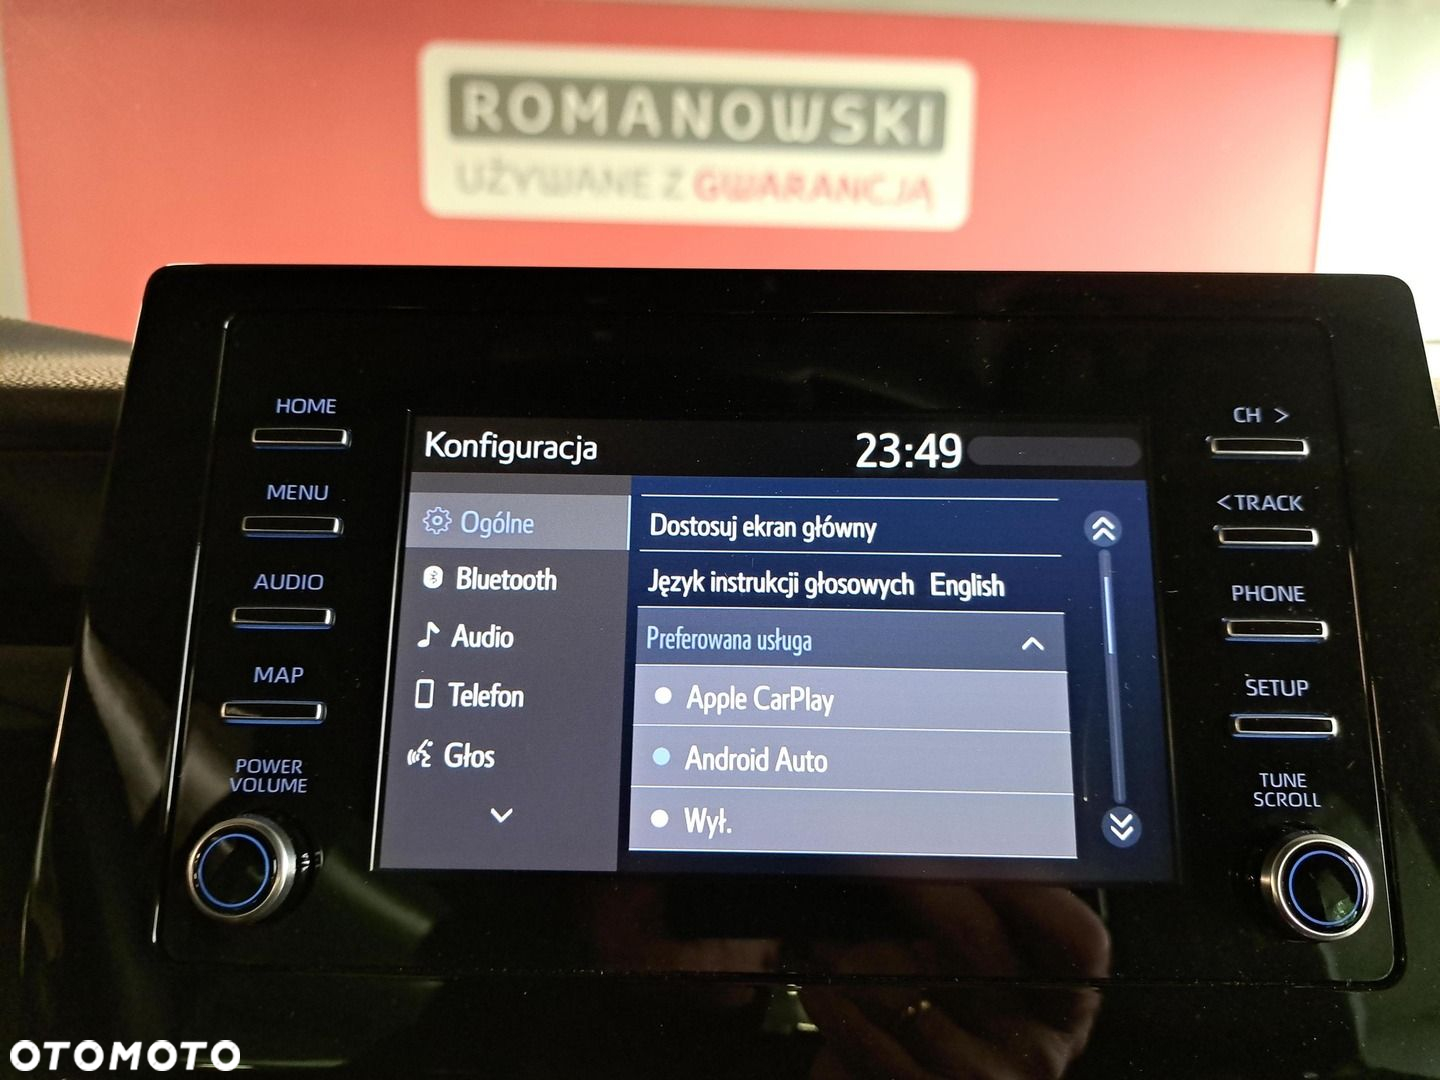 ROMANOWSKI
UŻYWANE Z GWARANCJĄ
HOME
MENU
AUDIO
MAP
POWER
VOLUME
Konfiguracja 23:49
Ogólne
Bluetooth
Audio
Telefon
Głos
Dostosuj ekran główny
Język instrukcji głosowych English
Preferowana usługa
Apple CarPlay
Android Auto
Wył.
CH >
< TRACK
PHONE
SETUP
TUNE
SCROLL
OTOMOTO